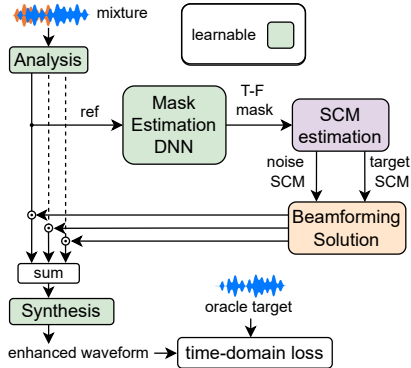 mixture
learnable
Analysis
ref
Mask
Estimation
DNN
T-F
mask
SCM
estimation
noise
SCM
target
SCM
Beamforming
Solution
sum
Synthesis
oracle target
enhanced waveform
time-domain loss